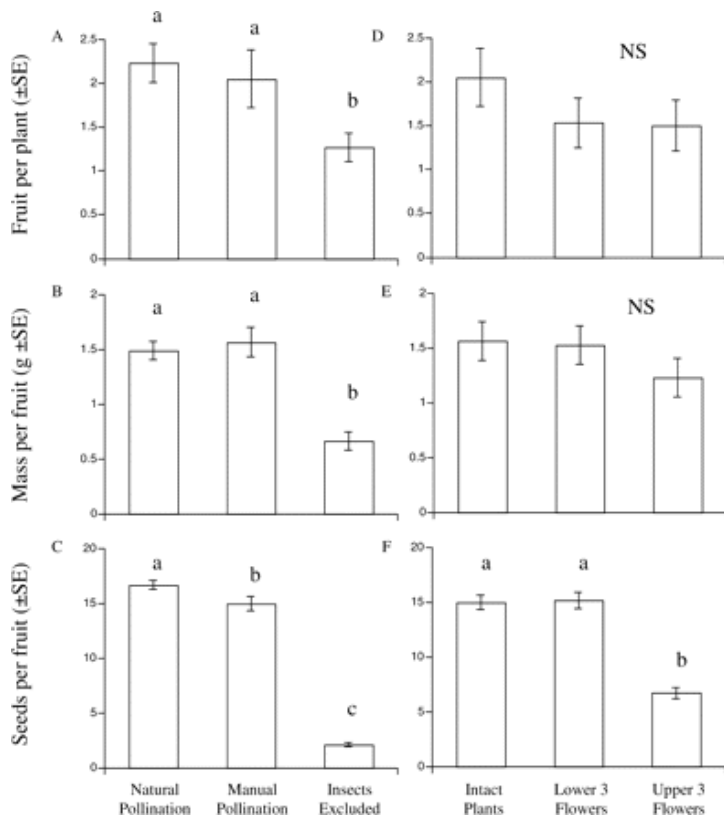 A
a
a
b
2.5
2
1.5
1
0.5
0
Fruit per plant (±SE)
D
NS
2.5
2
1.5
1
0.5
0
B
a
a
b
2
1.5
1
0.5
0
Mass per fruit (g ±SE)
E
NS
2
1.5
1
0.5
0
C
a
b
c
20
15
10
5
0
Seeds per fruit (±SE)
Natural
Pollination
Manual
Pollination
Insects
Excluded
F
a
a
b
20
15
10
5
0
Intact
Plants
Lower 3
Flowers
Upper 3
Flowers